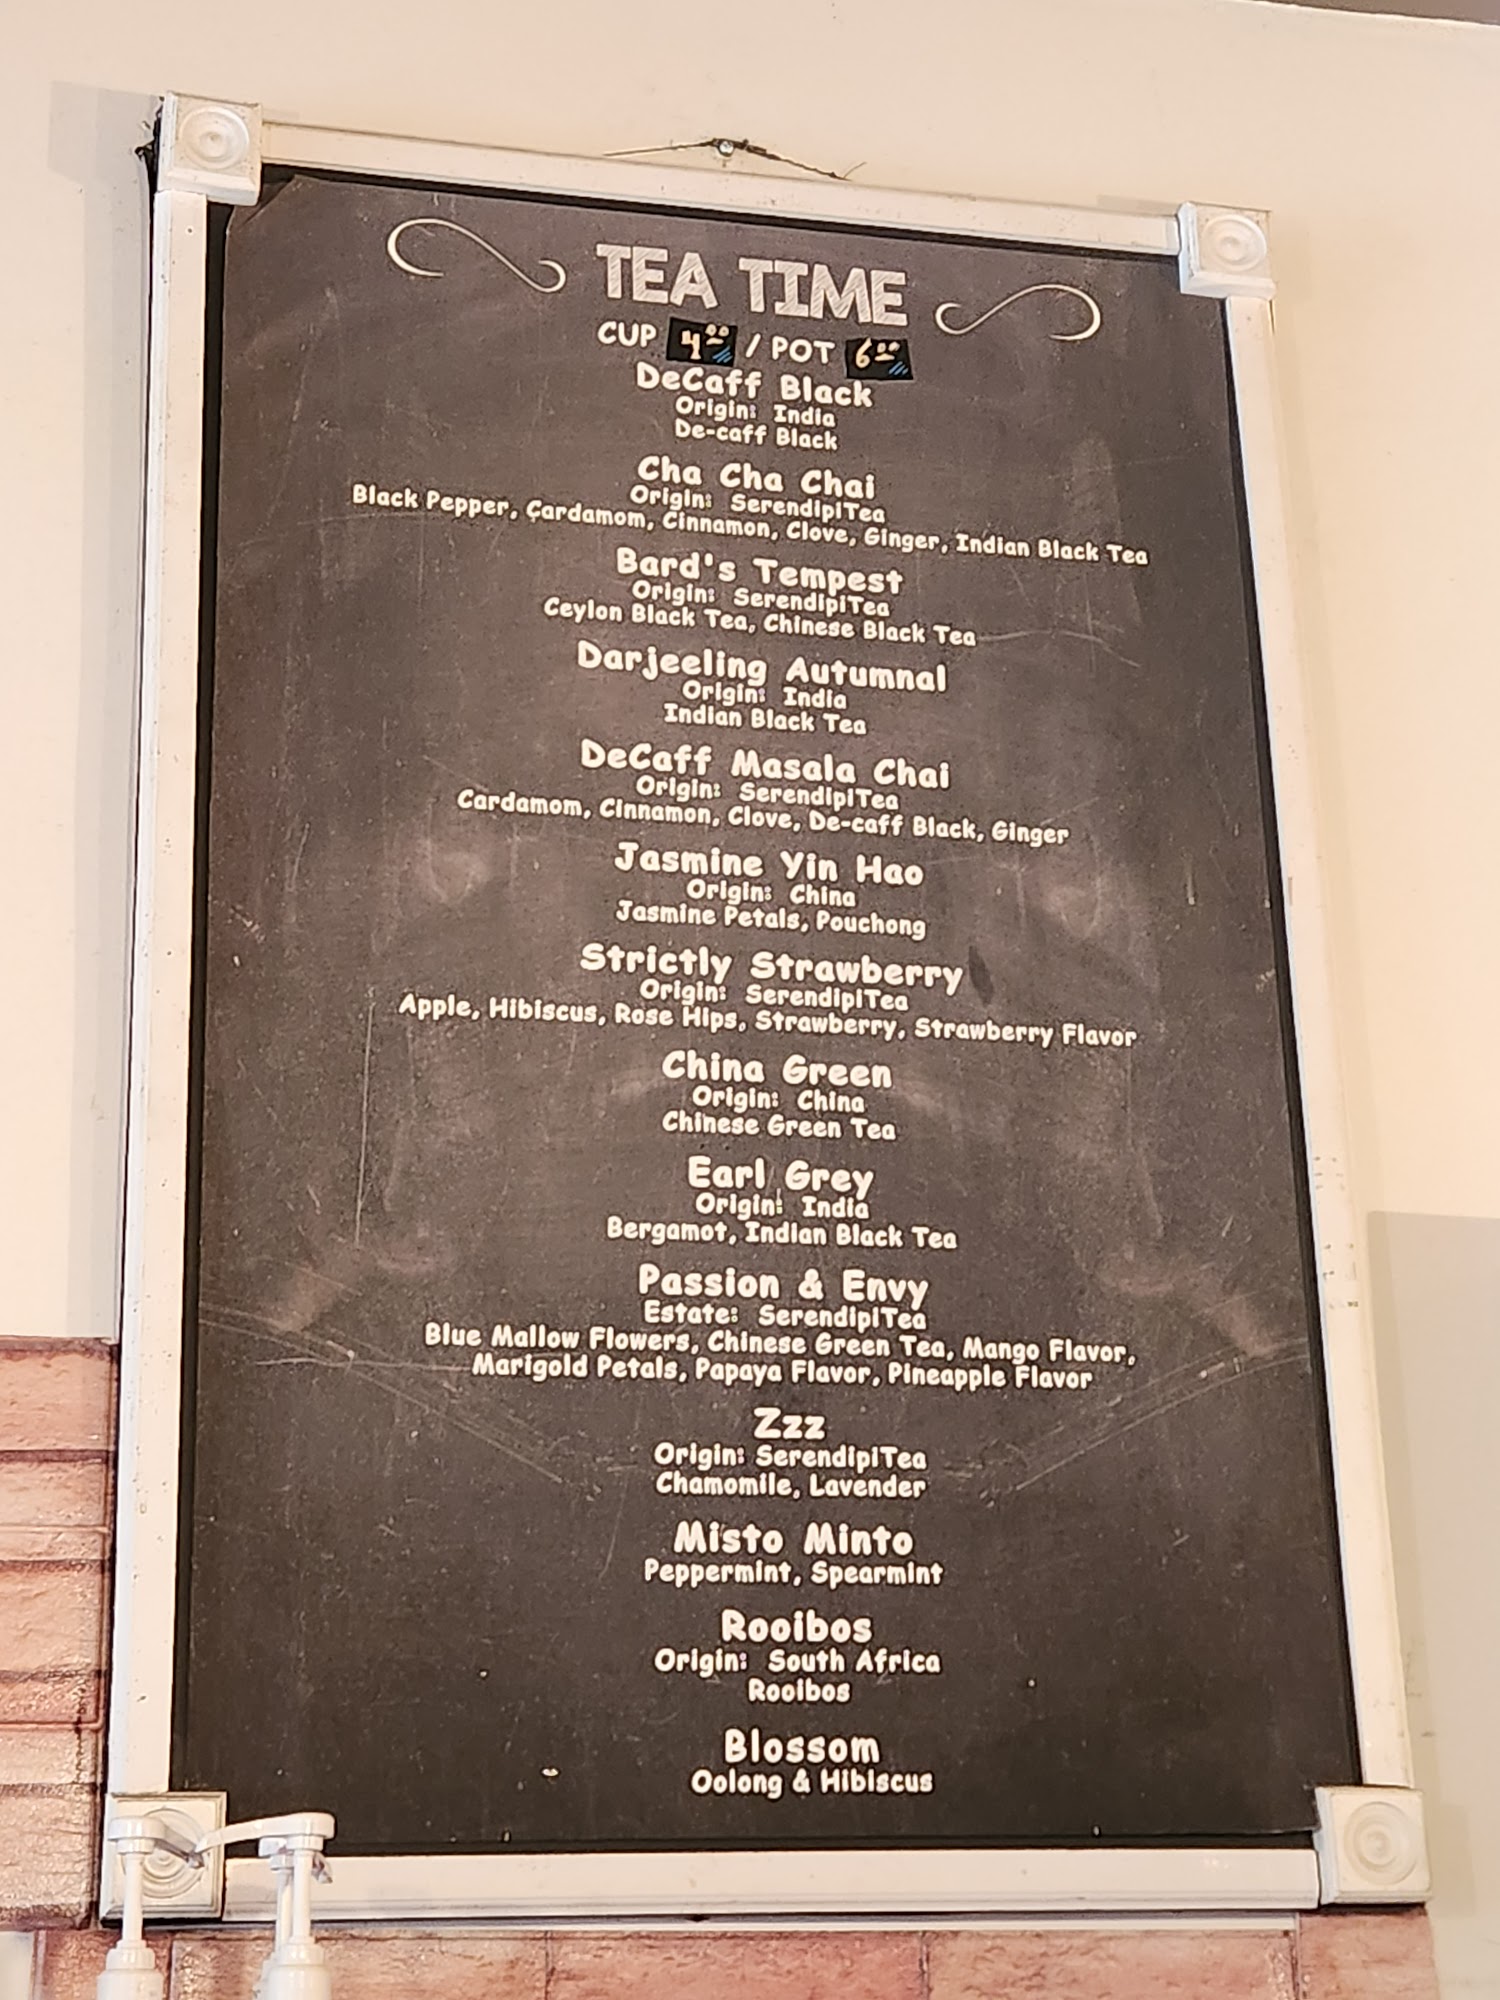 TEA TIME
CUP 4.00 / POT 6.00
DeCaff Black
Origin: India
De-caff Black
Cha Cha Chai
Origin: SerendipiTea
Black Pepper, Cardamom, Cinnamon, Clove, Ginger, Indian Black Tea
Bard's Tempest
Origin: SerendipiTea
Ceylon Black Tea, Chinese Black Tea
Darjeeling Autumnal
Origin: India
Indian Black Tea
DeCaff Masala Chai
Origin: SerendipiTea
Cardamom, Cinnamon, Clove, De-caff Black, Ginger
Jasmine Yin Hao
Origin: China
Jasmine Petals, Pouchong
Strictly Strawberry
Origin: SerendipiTea
Apple, Hibiscus, Rose Hips, Strawberry, Strawberry Flavor
China Green
Origin: China
Chinese Green Tea
Earl Grey
Origin: India
Bergamot, Indian Black Tea
Passion & Envy
Estate: SerendipiTea
Blue Mallow Flowers, Chinese Green Tea, Mango Flavor,
Marigold Petals, Papaya Flavor, Pineapple Flavor
Zzz
Origin: SerendipiTea
Chamomile, Lavender
Misto Minto
Peppermint, Spearmint
Rooibos
Origin: South Africa
Rooibos
Blossom
Oolong & Hibiscus